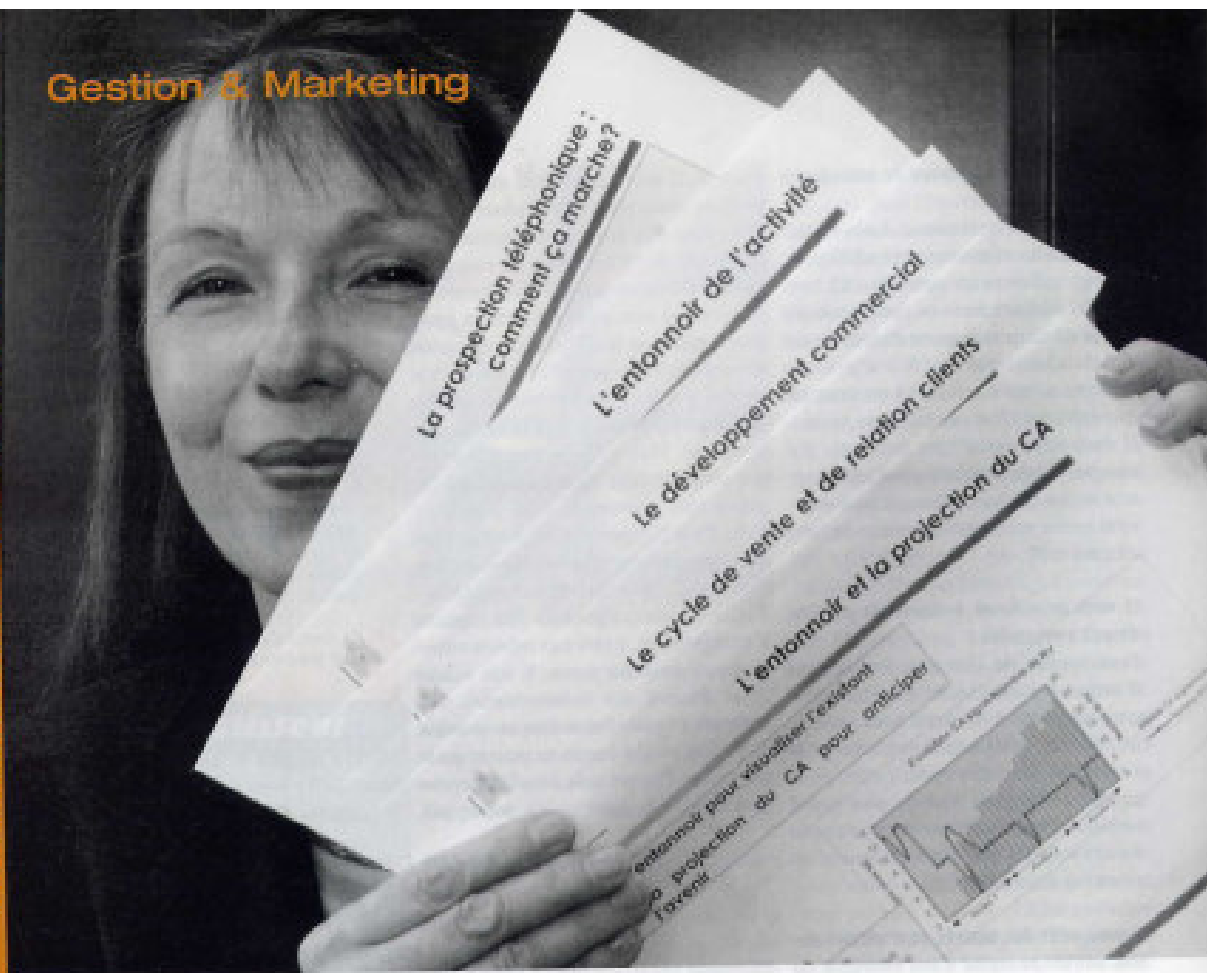 Gestion & Marketing
La prospection téléphonique :
comment ça marche ?
L'entonnoir de l'activité
Le développement commercial
Le cycle de vente et de relation clients
L'entonnoir et la projection du CA
entonnoir pour visualiser l'existant
projection du CA pour anticiper
l'avenir